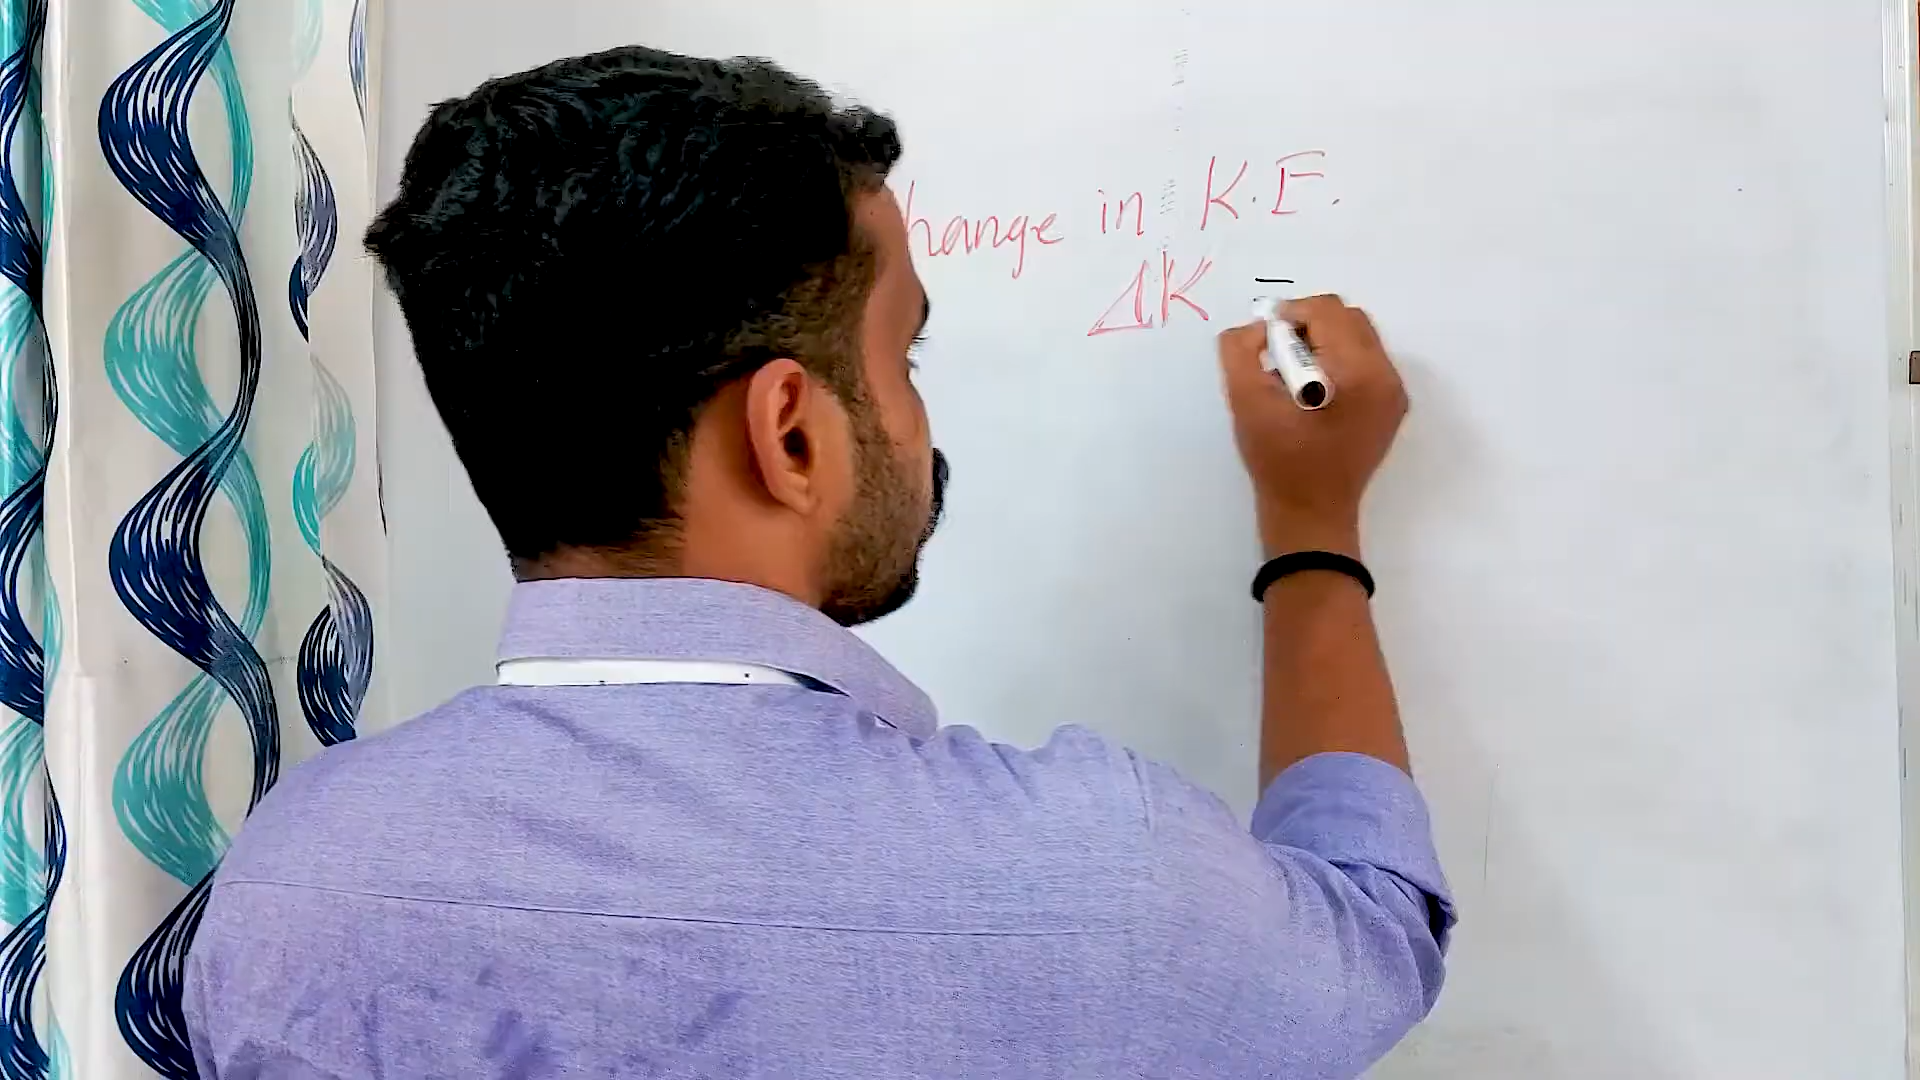 hange in K.E.
ΔK =